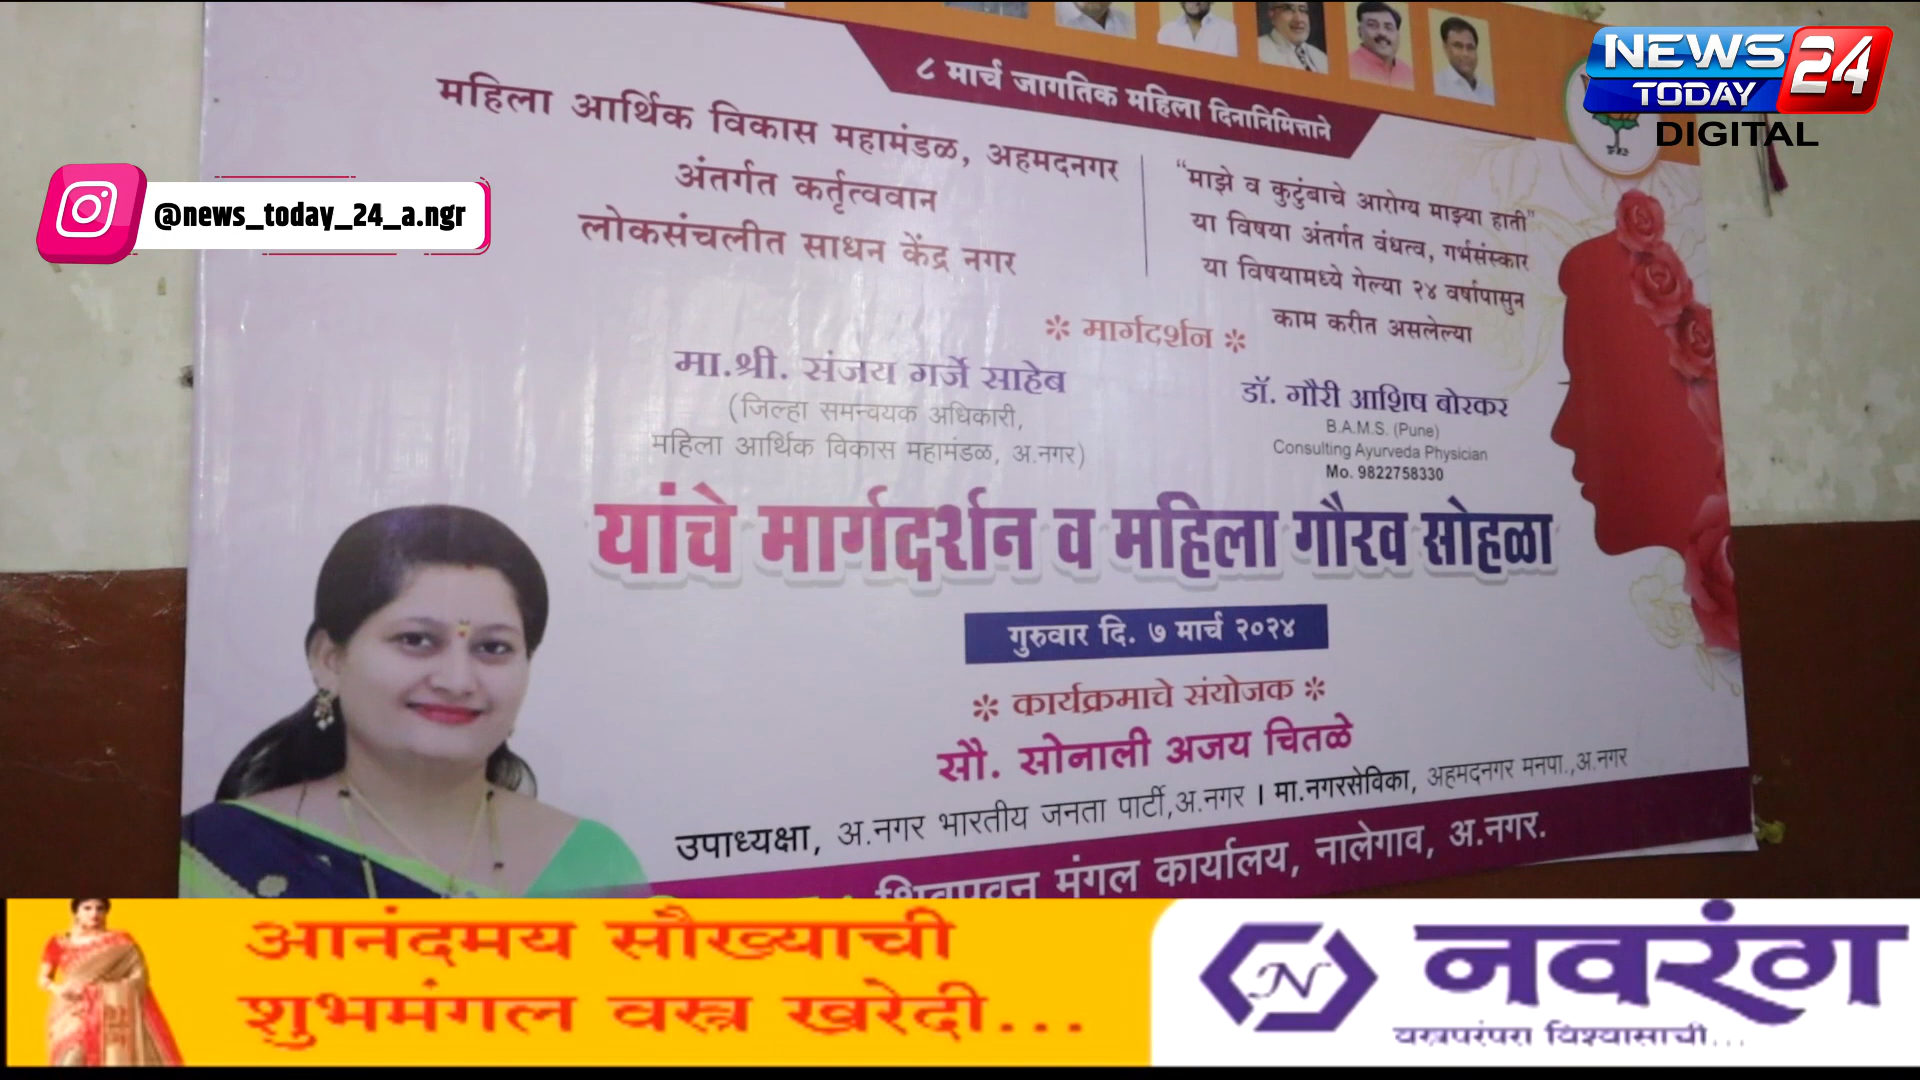 NEWS
TODAY
24
DIGITAL
@news_today_24_a.ngr
८ मार्च जागतिक महिला दिनानिमित्ताने
महिला आर्थिक विकास महामंडळ, अहमदनगर
अंतर्गत कर्तृत्ववान
लोकसंचलीत साधन केंद्र नगर
"माझे व कुटुंबाचे आरोग्य माझ्या हाती"
या विषया अंतर्गत वंधत्व, गर्भसंस्कार
या विषयामध्ये गेल्या २४ वर्षापासुन
काम करीत असलेल्या
* मार्गदर्शन *
मा.श्री. संजय गर्जे साहेब
(जिल्हा समन्वयक अधिकारी,
महिला आर्थिक विकास महामंडळ, अ.नगर)
डॉ. गौरी आशिष बोरकर
B.A.M.S. (Pune)
Consulting Ayurveda Physician
Mo. 9822758330
यांचे मार्गदर्शन व महिला गौरव सोहळा
गुरुवार दि. ७ मार्च २०२४
* कार्यक्रमाचे संयोजक *
सौ. सोनाली अजय चितळे
उपाध्यक्षा, अ.नगर भारतीय जनता पार्टी,अ.नगर । मा.नगरसेविका, अहमदनगर मनपा.,अ.नगर
मंगल कार्यालय, नालेगाव, अ.नगर.
आनंदमय सौख्याची
शुभमंगल वस्त्र खरेदी...
N
नवरंग
वस्त्रपरंपरा विश्वासाची...